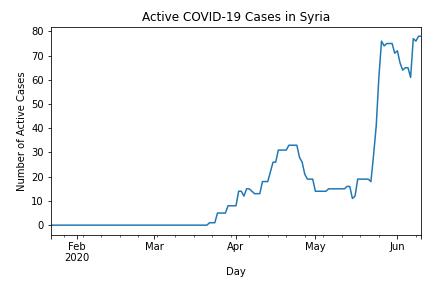 Active COVID-19 Cases in Syria
Number of Active Cases
80
70
60
50
40
30
20
10
0
Feb
2020
Mar
Apr
May
Jun
Day